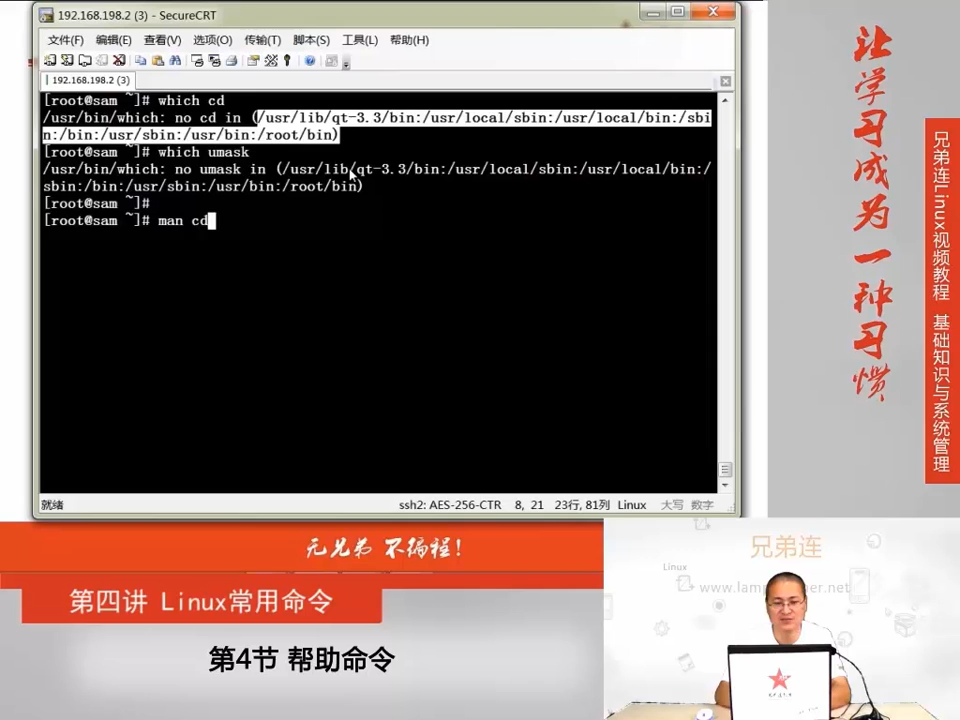 192.168.198.2 (3) - SecureCRT
文件(F) 编辑(E) 查看(V) 选项(O) 传输(T) 脚本(S) 工具(L) 帮助(H)
192.168.198.2 (3)
[root@sam ~]# which cd
/usr/bin/which: no cd in (/usr/lib/qt-3.3/bin:/usr/local/sbin:/usr/local/bin:/sbi
n:/bin:/usr/sbin:/usr/bin:/root/bin)
[root@sam ~]# which umask
/usr/bin/which: no umask in (/usr/lib/qt-3.3/bin:/usr/local/sbin:/usr/local/bin:/
sbin:/bin:/usr/sbin:/usr/bin:/root/bin)
[root@sam ~]#
[root@sam ~]# man cd
就绪 ssh2: AES-256-CTR 8, 21 23行, 81列 Linux 大写 数字
让学习成为一种习惯
兄弟连Linux视频教程 基础知识与系统管理
无兄弟 不编程!
第四讲 Linux常用命令
第4节 帮助命令
兄弟连
Linux